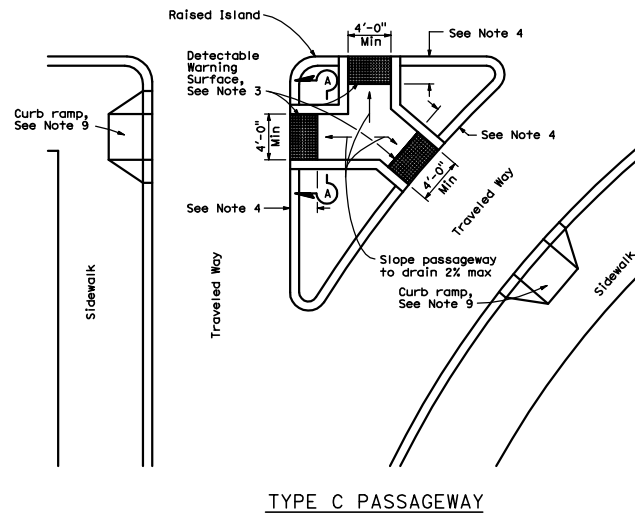 Raised Island
4'-0"
Min
See Note 4
Detectable
Warning
Surface,
See Note 3
A
Curb ramp,
See Note 9
4'-0"
Min
See Note 4
A
4'-0"
Min
See Note 4
Traveled Way
Slope passageway
to drain 2% max
Curb ramp,
See Note 9
Sidewalk
Traveled Way
Sidewalk
TYPE C PASSAGEWAY